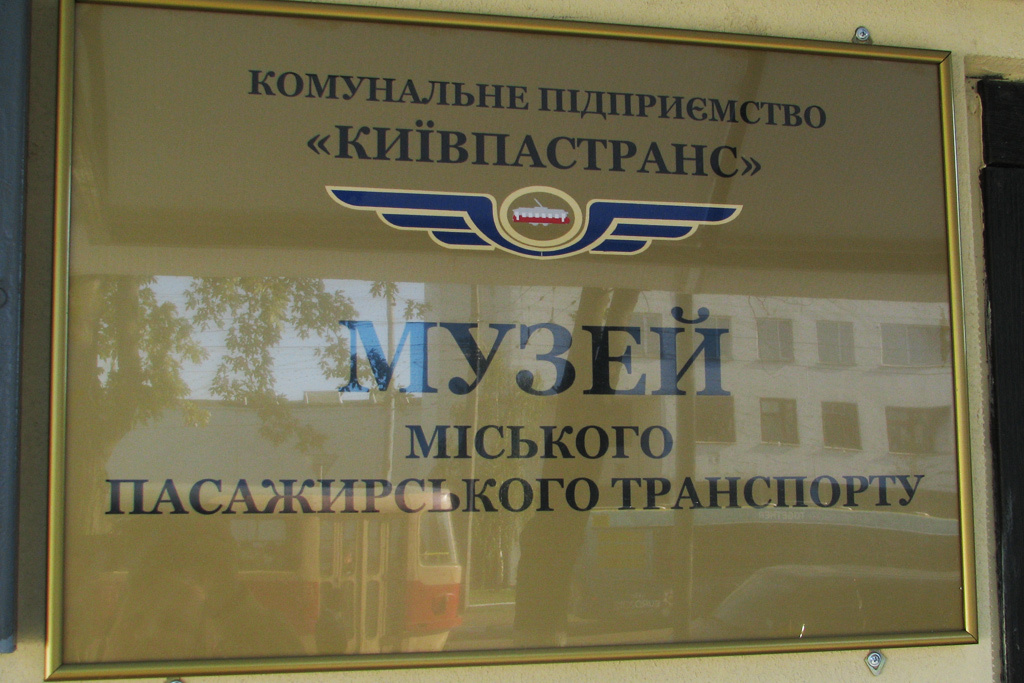 КОМУНАЛЬНЕ ПІДПРИЄМСТВО
«КИЇВПАСТРАНС»
МУЗЕЙ
МІСЬКОГО
ПАСАЖИРСЬКОГО ТРАНСПОРТУ